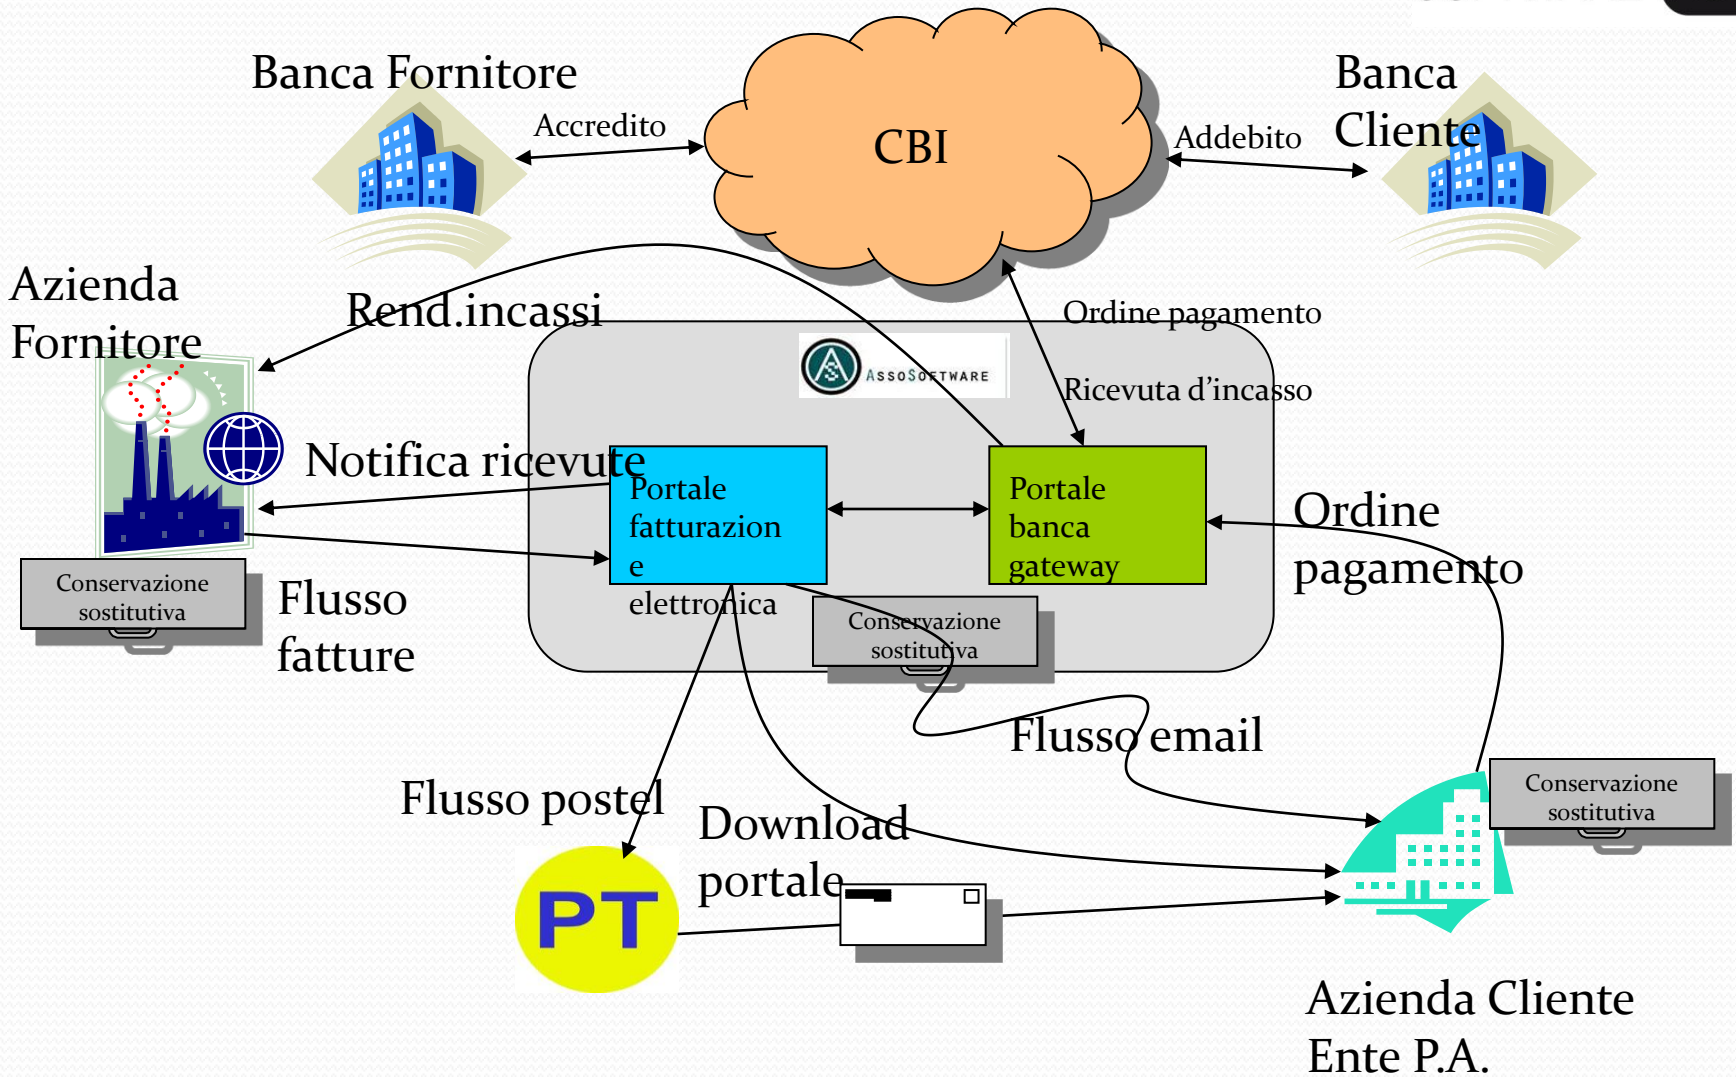 Banca Fornitore
Accredito
CBI
Addebito
Banca
Cliente
Azienda
Fornitore
Rend.incassi
Ordine pagamento
AssoSoftware
Ricevuta d'incasso
Notifica ricevute
Portale
fatturazion
e
elettronica
Portale
banca
gateway
Ordine
pagamento
Conservazione
sostitutiva
Flusso
fatture
Conservazione
sostitutiva
Flusso email
Flusso postel
Download
portale
Conservazione
sostitutiva
PT
Azienda Cliente
Ente P.A.